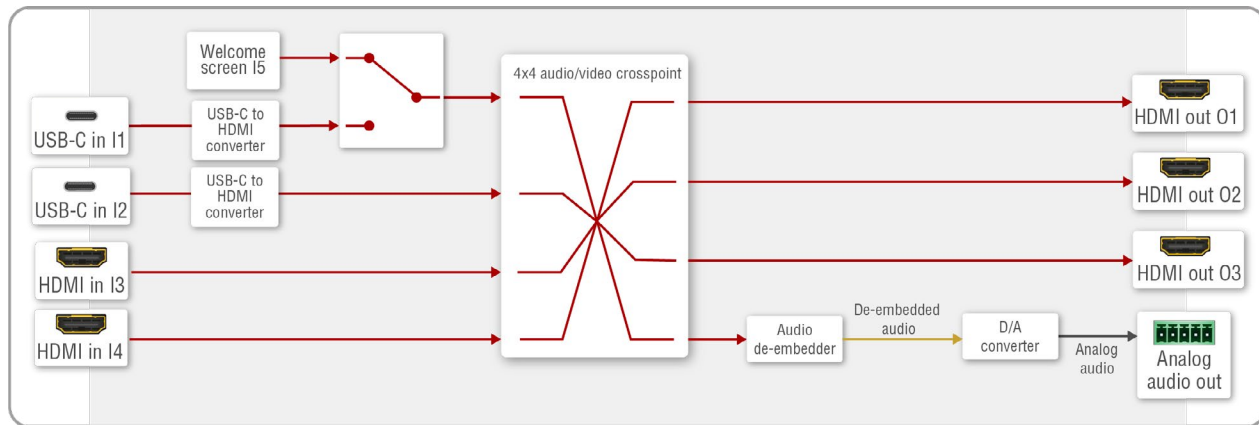 Welcome
screen I5
4x4 audio/video crosspoint
HDMI out O1
USB-C in I1
USB-C to
HDMI
converter
USB-C in I2
USB-C to
HDMI
converter
HDMI out O2
HDMI in I3
HDMI out O3
HDMI in I4
Audio
de-embedder
De-embedded
audio
D/A
converter
Analog
audio
Analog
audio out